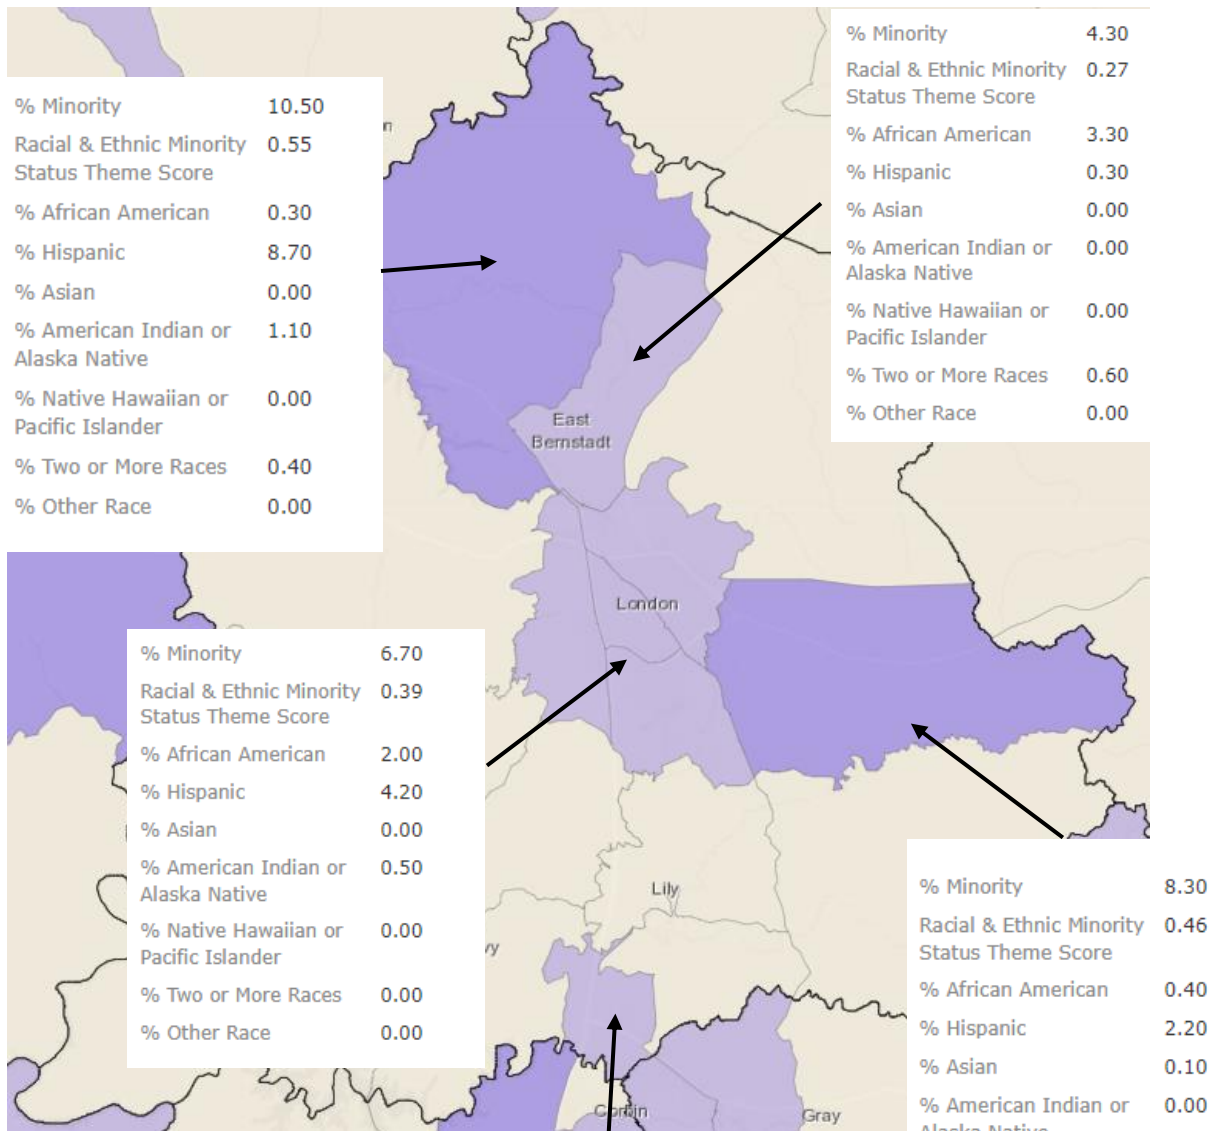 % Minority 10.50
Racial & Ethnic Minority 0.55
Status Theme Score
% African American 0.30
% Hispanic 8.70
% Asian 0.00
% American Indian or 1.10
Alaska Native
% Native Hawaiian or 0.00
Pacific Islander
% Two or More Races 0.40
% Other Race 0.00
% Minority 4.30
Racial & Ethnic Minority 0.27
Status Theme Score
% African American 3.30
% Hispanic 0.30
% Asian 0.00
% American Indian or 0.00
Alaska Native
% Native Hawaiian or 0.00
Pacific Islander
% Two or More Races 0.60
% Other Race 0.00
East
Bernstadt
London
% Minority 6.70
Racial & Ethnic Minority 0.39
Status Theme Score
% African American 2.00
% Hispanic 4.20
% Asian 0.00
% American Indian or 0.50
Alaska Native
% Native Hawaiian or 0.00
Pacific Islander
% Two or More Races 0.00
% Other Race 0.00
Lily
% Minority 8.30
Racial & Ethnic Minority 0.46
Status Theme Score
% African American 0.40
% Hispanic 2.20
% Asian 0.10
% American Indian or 0.00
Alaska Native
Corbin
Gray